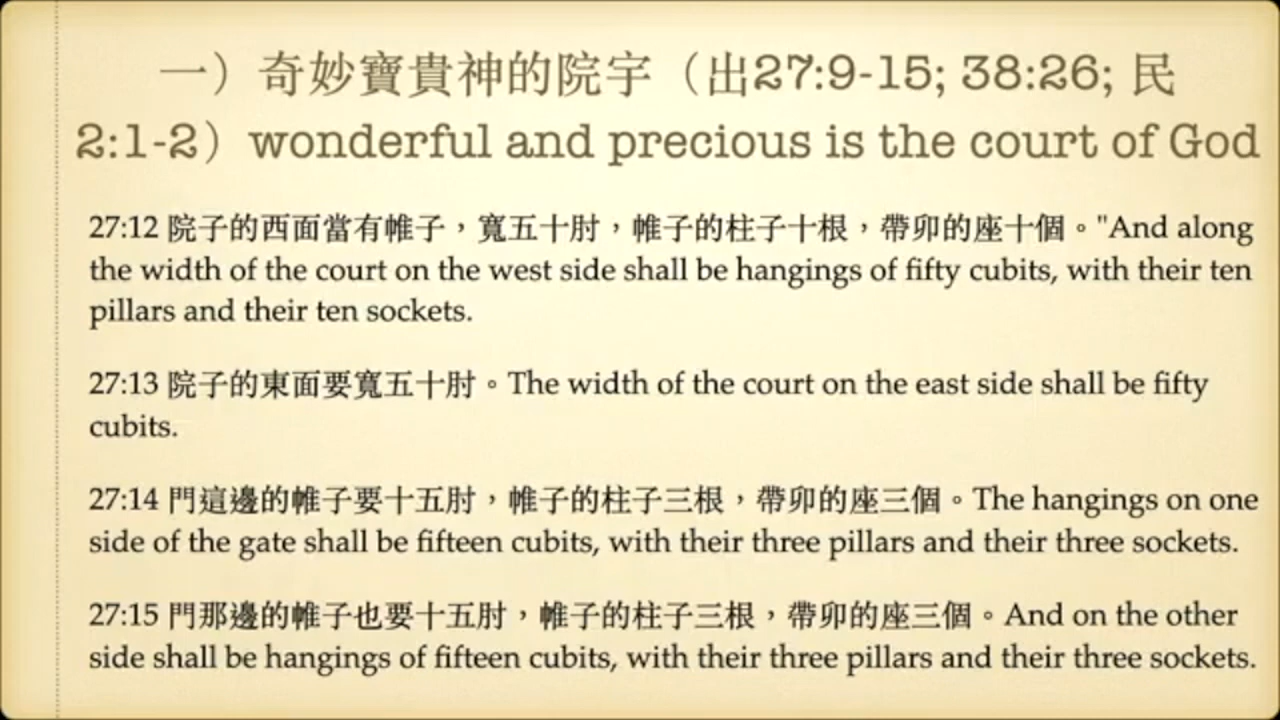 一）奇妙寶貴神的院宇（出27:9-15; 38:26; 民
2:1-2）wonderful and precious is the court of God
27:12 院子的西面當有帷子，寬五十肘，帷子的柱子十根，帶卯的座十個。"And along
the width of the court on the west side shall be hangings of fifty cubits, with their ten
pillars and their ten sockets.
27:13 院子的東面要寬五十肘。The width of the court on the east side shall be fifty
cubits.
27:14 門這邊的帷子要十五肘，帷子的柱子三根，帶卯的座三個。The hangings on one
side of the gate shall be fifteen cubits, with their three pillars and their three sockets.
27:15 門那邊的帷子也要十五肘，帷子的柱子三根，帶卯的座三個。And on the other
side shall be hangings of fifteen cubits, with their three pillars and their three sockets.